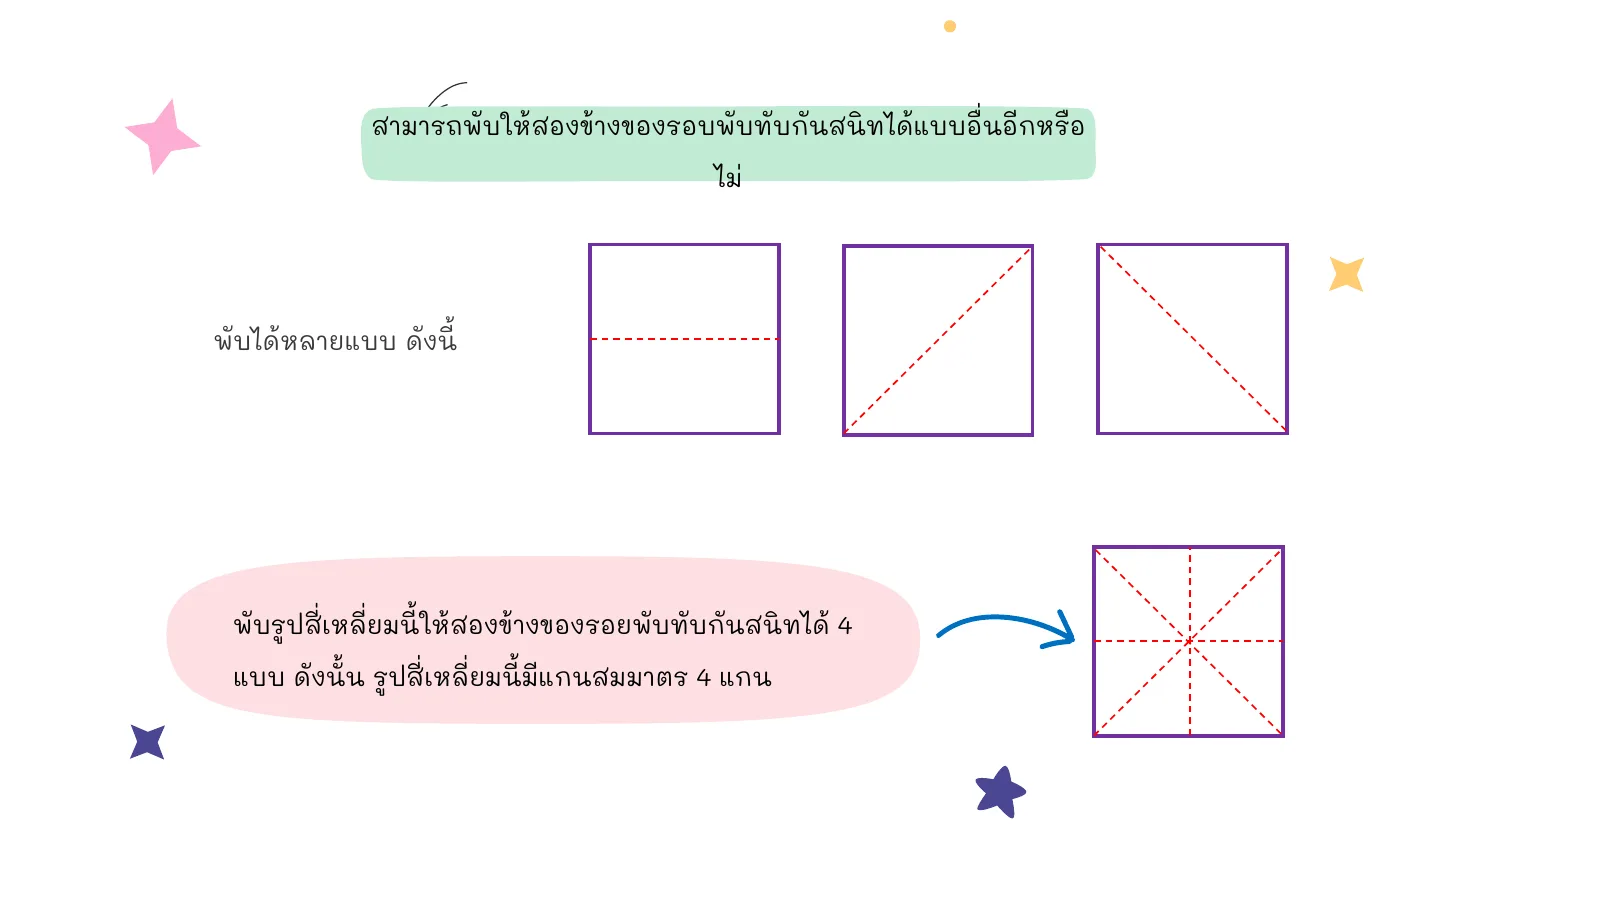 สามารถพับให้สองข้างของรอบพับทับกันสนิทได้แบบอื่นอีกหรือ
ไม่
พับได้หลายแบบ ดังนี้
พับรูปสี่เหลี่ยมนี้ให้สองข้างของรอยพับทับกันสนิทได้ 4
แบบ ดังนั้น รูปสี่เหลี่ยมนี้มีแกนสมมาตร 4 แกน